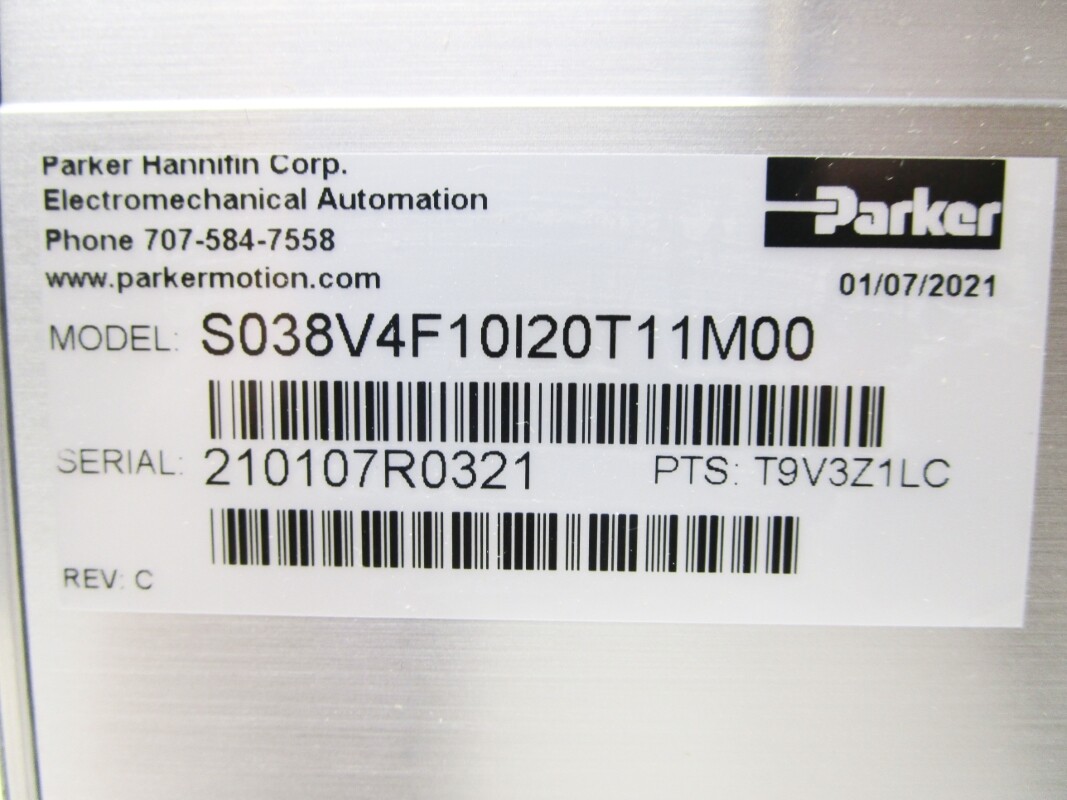 Parker Hannifin Corp.
Electromechanical Automation
Phone 707-584-7558
www.parkermotion.com
Parker
01/07/2021
MODEL: S038V4F10I20T11M00
SERIAL: 210107R0321 PTS: T9V3Z1LC
REV: C